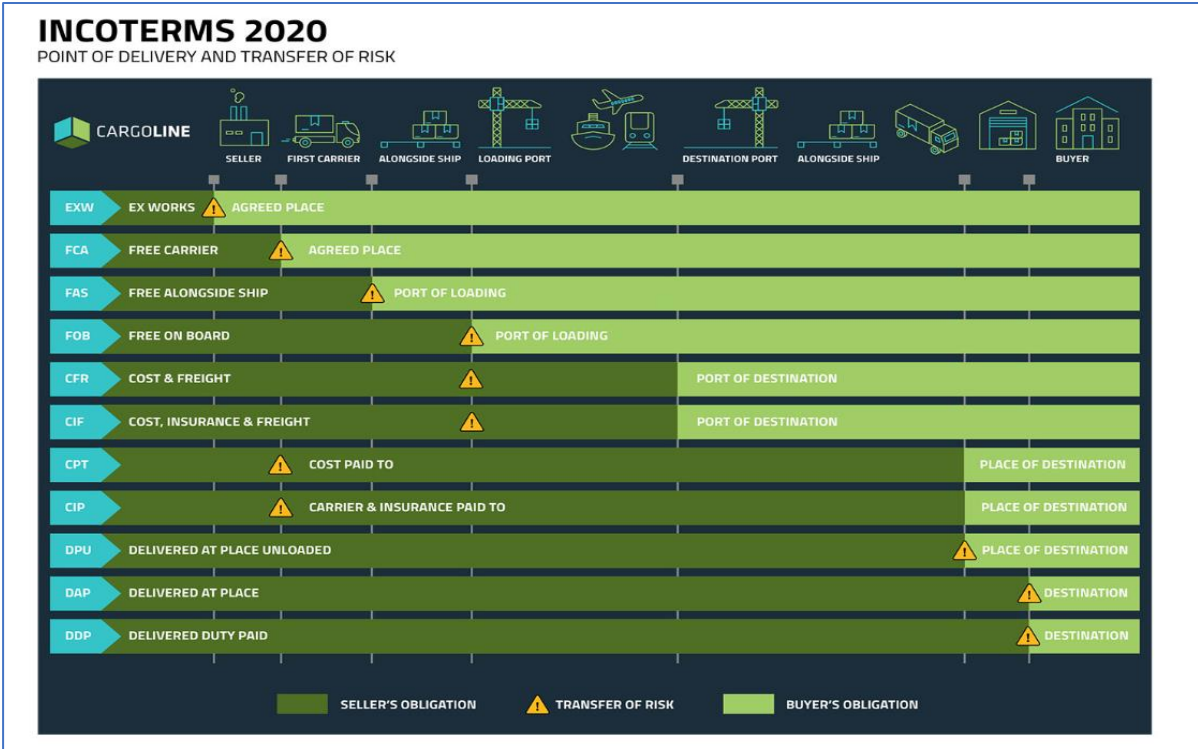 INCOTERMS 2020
POINT OF DELIVERY AND TRANSFER OF RISK
CARGOLINE
SELLER
FIRST CARRIER
ALONGSIDE SHIP
LOADING PORT
DESTINATION PORT
ALONGSIDE SHIP
BUYER
EXW EX WORKS ! AGREED PLACE
FCA FREE CARRIER ! AGREED PLACE
FAS FREE ALONGSIDE SHIP ! PORT OF LOADING
FOB FREE ON BOARD ! PORT OF LOADING
CFR COST & FREIGHT ! PORT OF DESTINATION
CIF COST, INSURANCE & FREIGHT ! PORT OF DESTINATION
CPT ! COST PAID TO PLACE OF DESTINATION
CIP ! CARRIER & INSURANCE PAID TO PLACE OF DESTINATION
DPU DELIVERED AT PLACE UNLOADED ! PLACE OF DESTINATION
DAP DELIVERED AT PLACE ! DESTINATION
DDP DELIVERED DUTY PAID ! DESTINATION
SELLER'S OBLIGATION ! TRANSFER OF RISK BUYER'S OBLIGATION